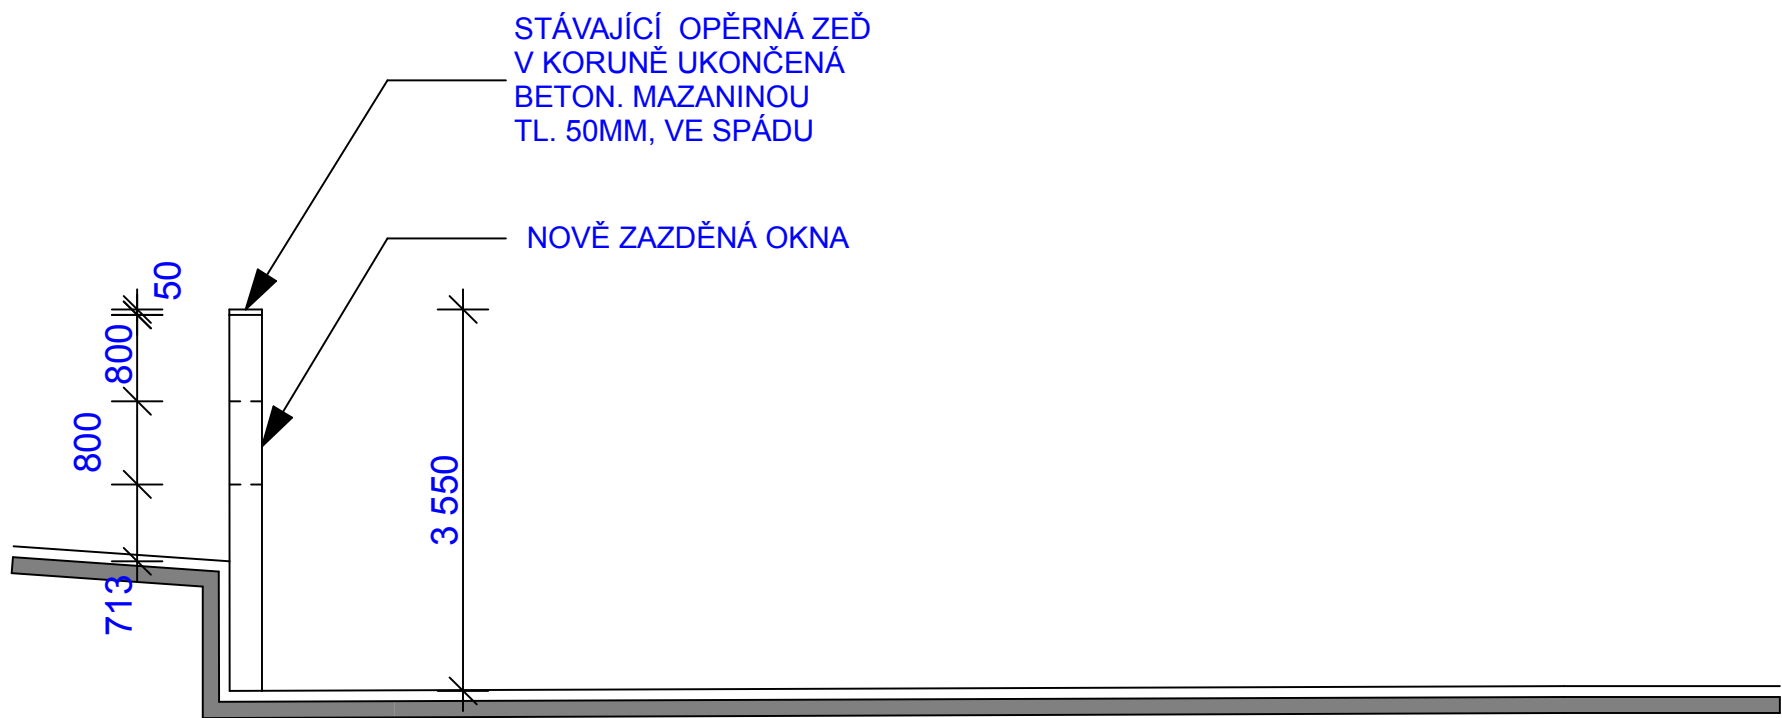 STÁVAJÍCÍ OPĚRNÁ ZEĎ
V KORUNĚ UKONČENÁ
BETON. MAZANINOU
TL. 50MM, VE SPÁDU
NOVĚ ZAZDĚNÁ OKNA
50
800
800
3 550
713